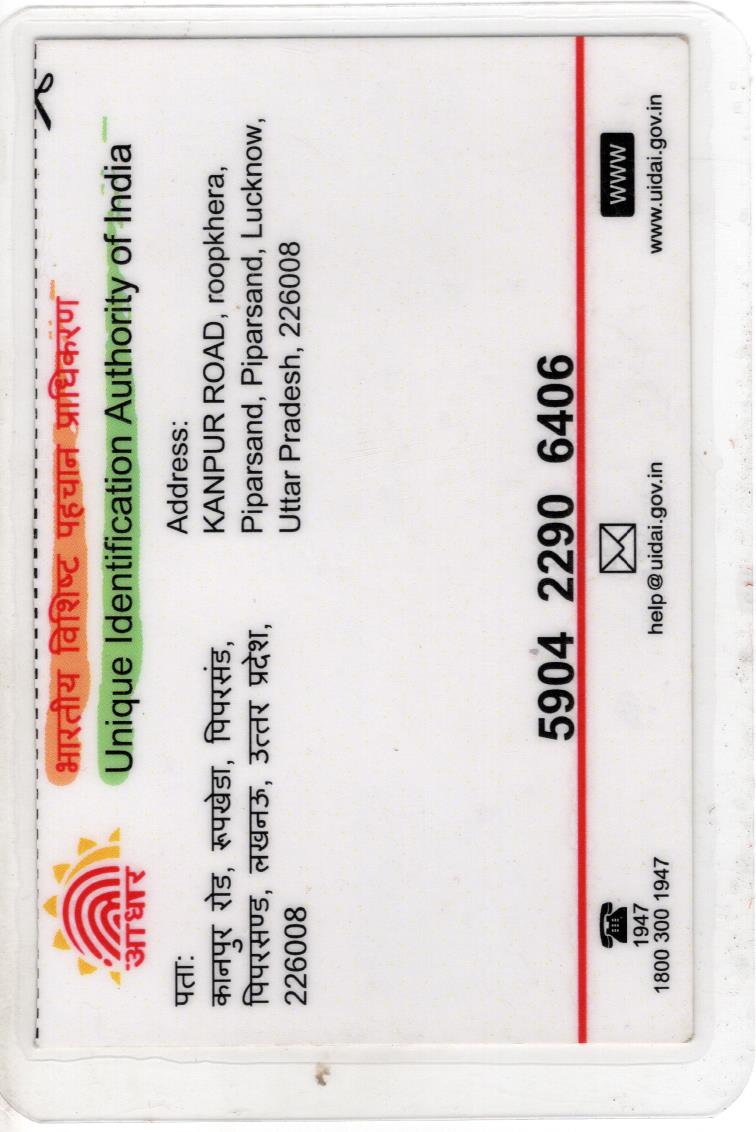 भारतीय विशिष्ट पहचान प्राधिकरण
Unique Identification Authority of India
आधार
पता:
कानपुर रोड, रूपखेडा, पिपरसंड,
पिपरसण्ड, लखनऊ, उत्तर प्रदेश,
226008
Address:
KANPUR ROAD, roopkhera,
Piparsand, Piparsand, Lucknow,
Uttar Pradesh, 226008
5904 2290 6406
1947
1800 300 1947
help@uidai.gov.in
WWW
www.uidai.gov.in